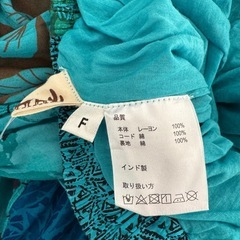 F
品質
本体 レーヨン 100%
コード 綿 100%
裏地 綿 100%
インド製
取り扱い方